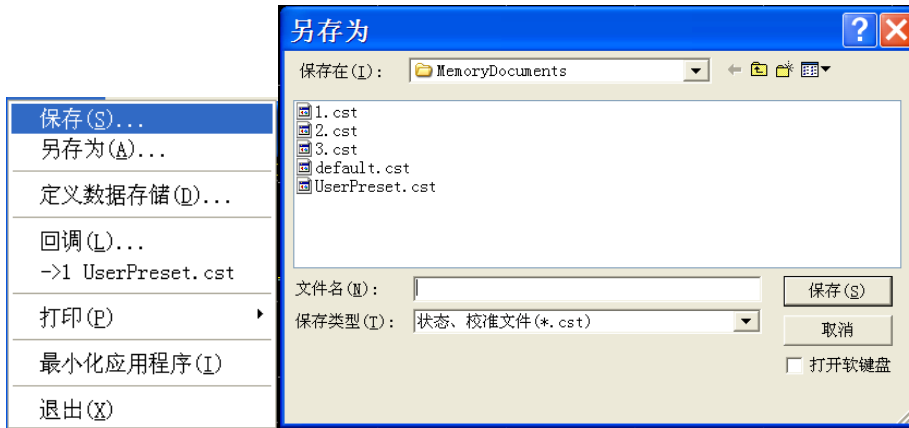 保存(S)...
另存为(A)...
定义数据存储(D)...
回调(L)...
->1 UserPreset.cst
打印(P)
最小化应用程序(I)
退出(X)
另存为
保存在(I):
MemoryDocuments
1.cst
2.cst
3.cst
default.cst
UserPreset.cst
文件名(N):
保存(S)
保存类型(T): 状态、校准文件(*.cst)
取消
打开软键盘